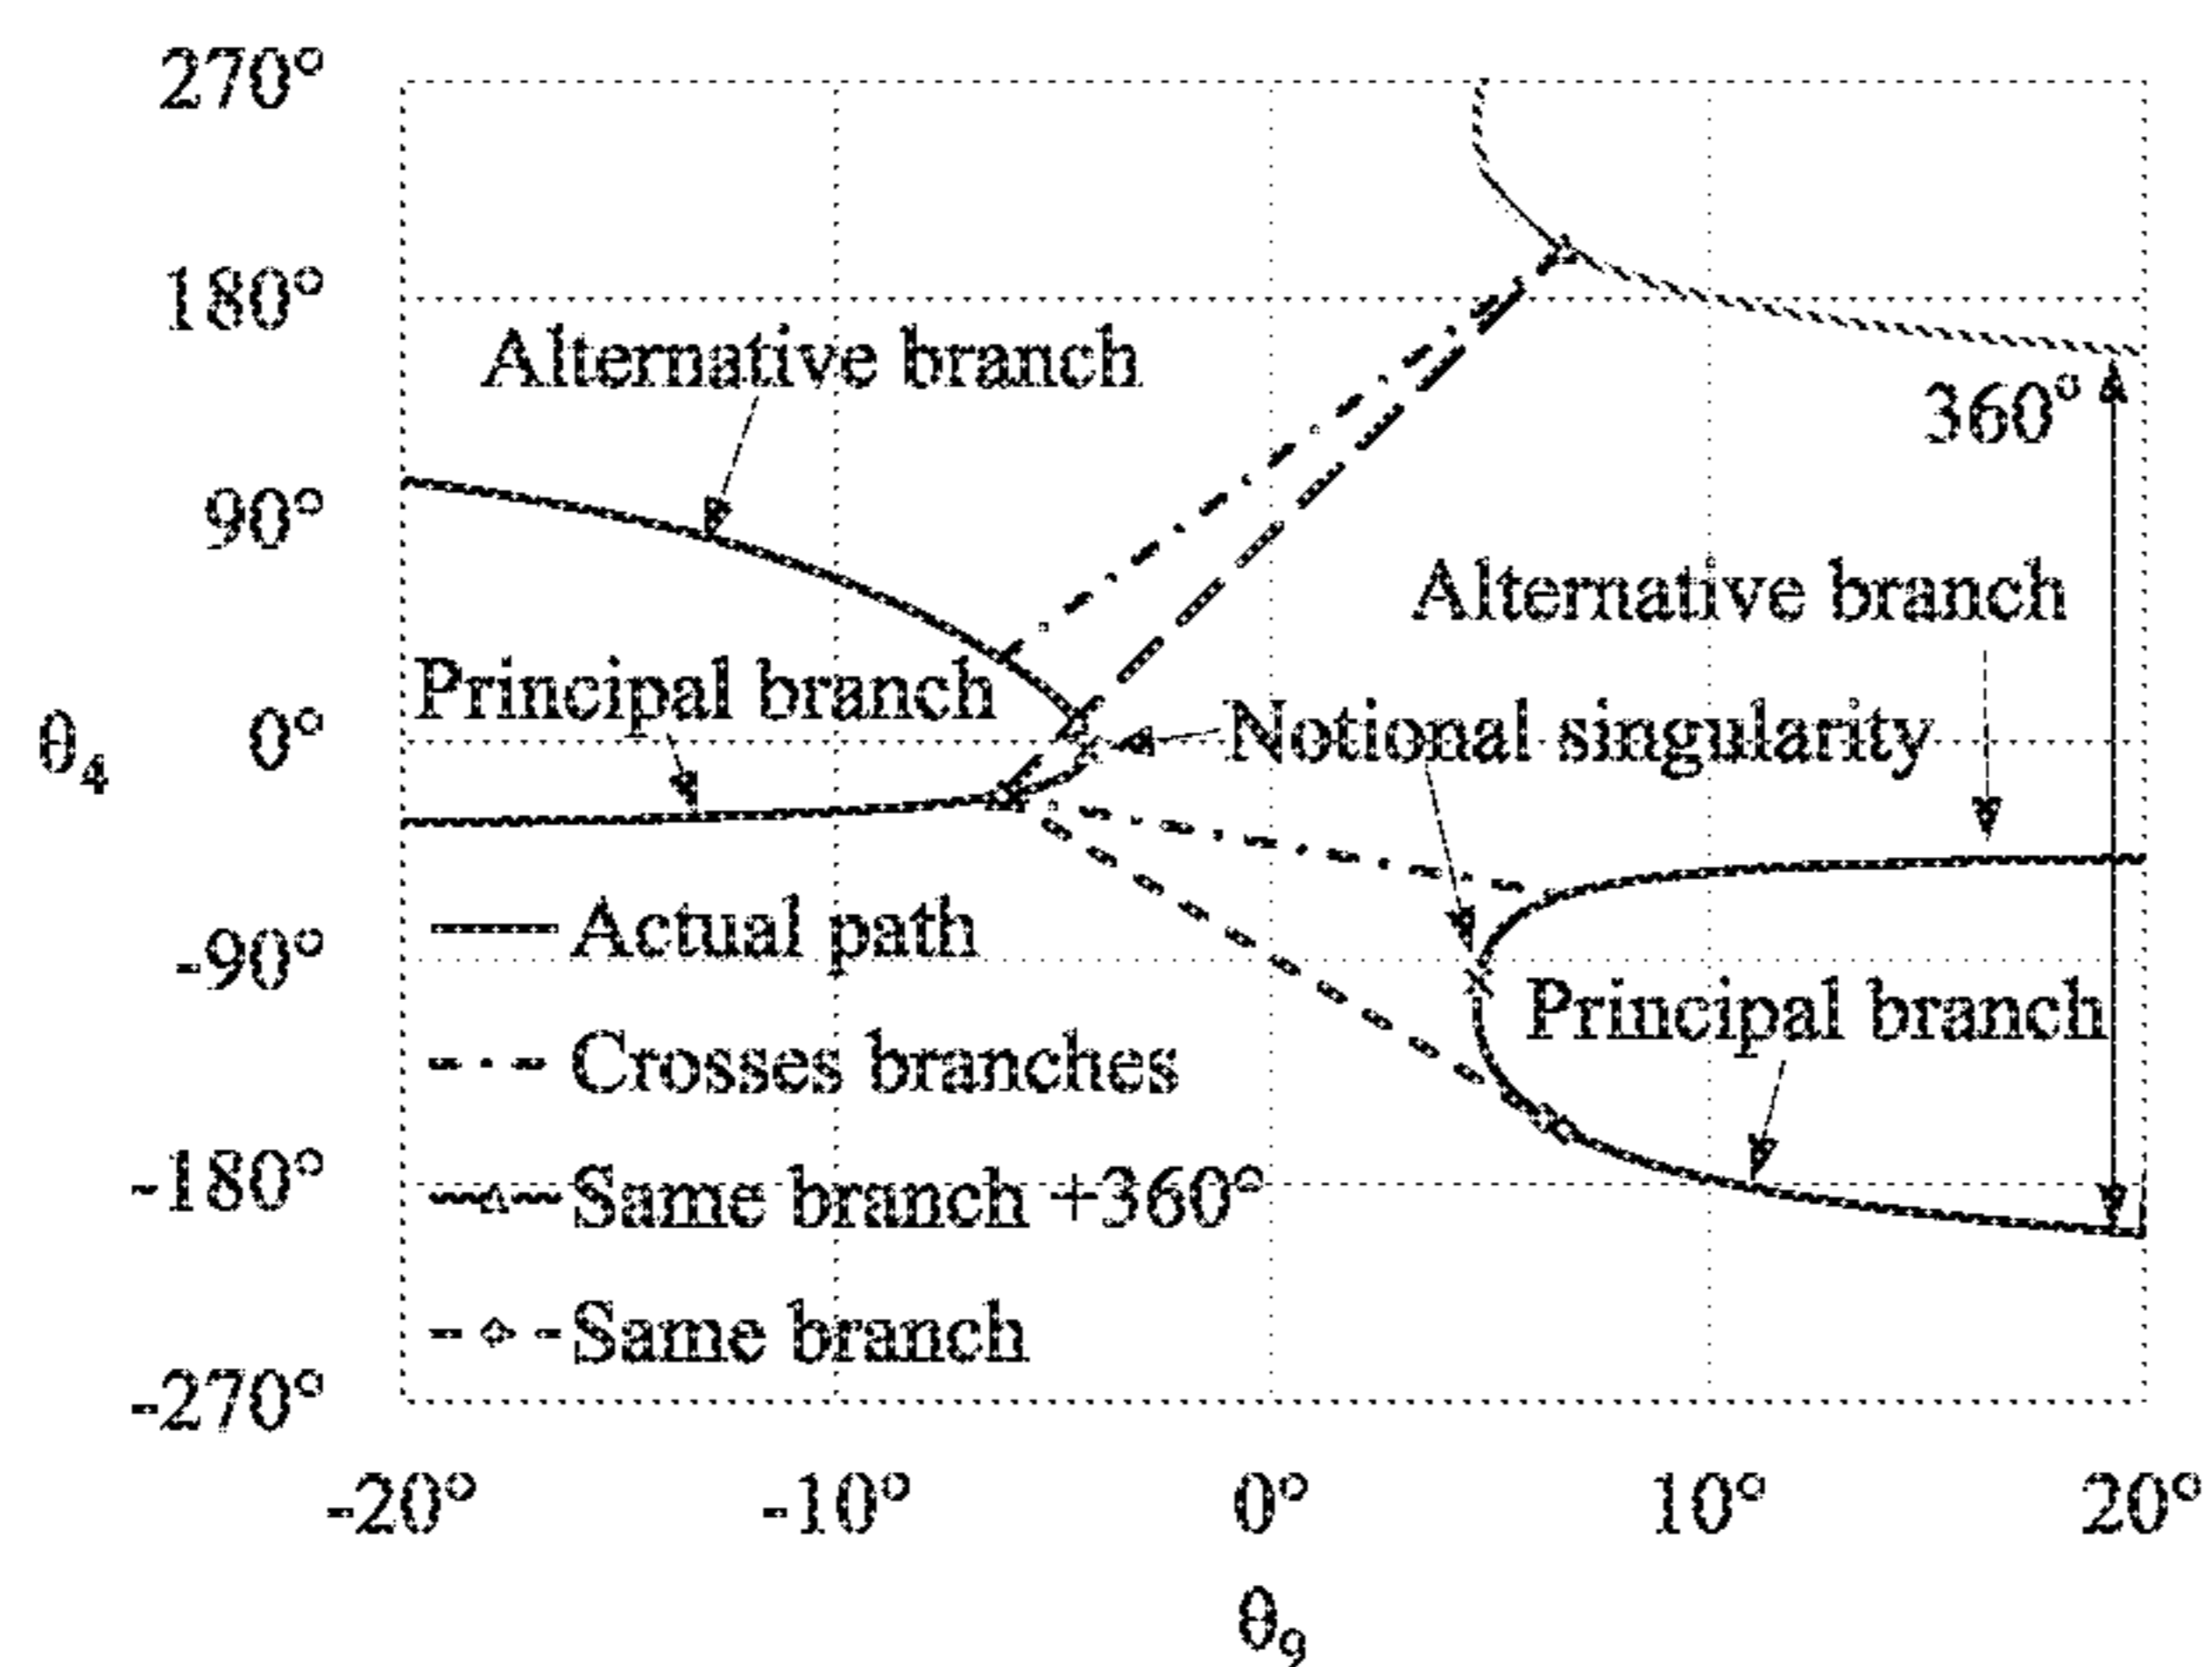 270°
180°
Alternative branch
360°
90°
Alternative branch
Principal branch
θ4
0°
Notional singularity
Actual path
-90°
Principal branch
Crosses branches
-180°
Same branch +360°
Same branch
-270°
-20°
-10°
0°
10°
20°
θ9